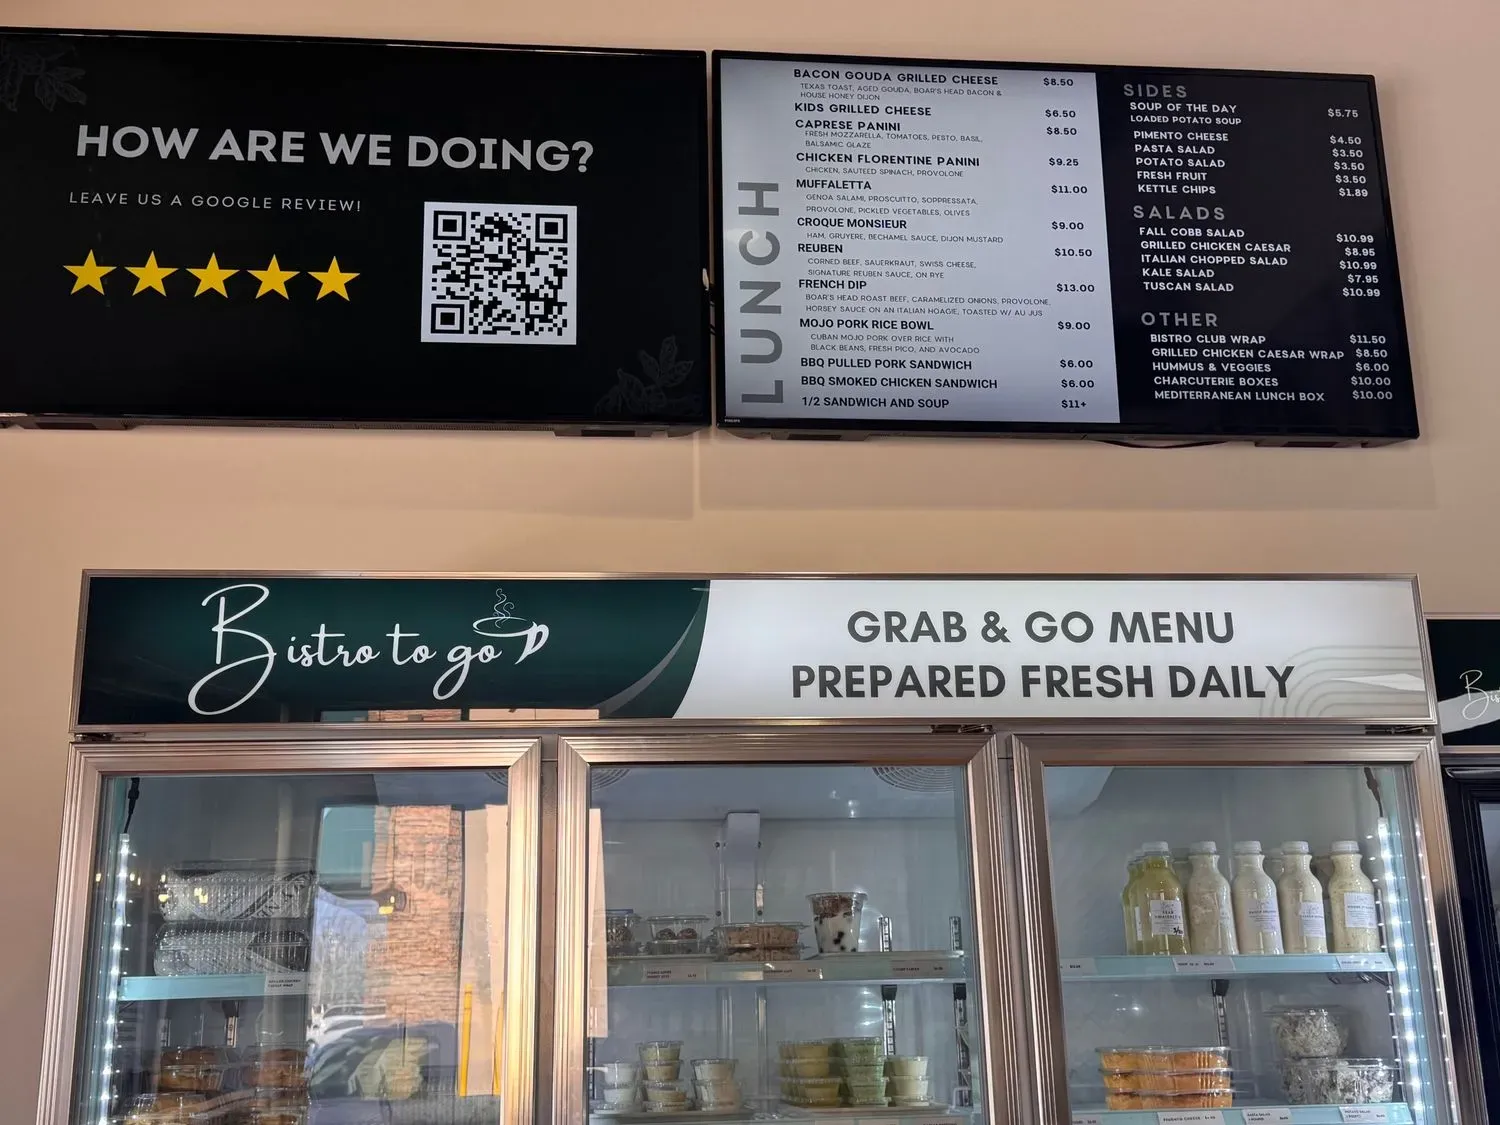 HOW ARE WE DOING?
LEAVE US A GOOGLE REVIEW!
LUNCH
BACON GOUDA GRILLED CHEESE $8.50
TEXAS TOAST, AGED GOUDA, BOAR'S HEAD BACON &
HOUSE HONEY DIJON
KIDS GRILLED CHEESE $6.50
CAPRESE PANINI $8.50
FRESH MOZZARELLA, TOMATOES, PESTO, BASIL,
BALSAMIC GLAZE
CHICKEN FLORENTINE PANINI $9.25
CHICKEN, SAUTEED SPINACH, PROVOLONE
MUFFALETTA $11.00
GENOA SALAMI, PROSCUITTO, SOPPRESSATA,
PROVOLONE, PICKLED VEGETABLES, OLIVES
CROQUE MONSIEUR $9.00
HAM, GRUYERE, BECHAMEL SAUCE, DIJON MUSTARD
REUBEN $10.50
CORNED BEEF, SAUERKRAUT, SWISS CHEESE,
SIGNATURE REUBEN SAUCE, ON RYE
FRENCH DIP $13.00
BOAR'S HEAD ROAST BEEF, CARAMELIZED ONIONS, PROVOLONE,
HORSEY SAUCE ON AN ITALIAN HOAGIE, TOASTED W/ AU JUS
MOJO PORK RICE BOWL $9.00
CUBAN MOJO PORK OVER RICE WITH
BLACK BEANS, FRESH PICO, AND AVOCADO
BBQ PULLED PORK SANDWICH $6.00
BBQ SMOKED CHICKEN SANDWICH $6.00
1/2 SANDWICH AND SOUP $11+
SIDES
SOUP OF THE DAY $5.75
LOADED POTATO SOUP
PIMENTO CHEESE $4.50
PASTA SALAD $3.50
POTATO SALAD $3.50
FRESH FRUIT $3.50
KETTLE CHIPS $1.89
SALADS
FALL COBB SALAD $10.99
GRILLED CHICKEN CAESAR $8.95
ITALIAN CHOPPED SALAD $10.99
KALE SALAD $7.95
TUSCAN SALAD $10.99
OTHER
BISTRO CLUB WRAP $11.50
GRILLED CHICKEN CAESAR WRAP $8.50
HUMMUS & VEGGIES $6.00
CHARCUTERIE BOXES $10.00
MEDITERRANEAN LUNCH BOX $10.00
PHILIPS
Bistro to go
GRAB & GO MENU
PREPARED FRESH DAILY
Bis